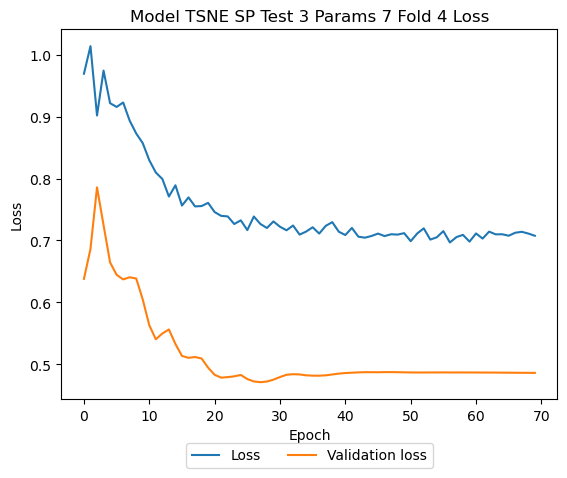 Model TSNE SP Test 3 Params 7 Fold 4 Loss
1.0
0.9
0.8
0.7
0.6
0.5
Loss
0 10 20 30 40 50 60 70
Epoch
Loss Validation loss